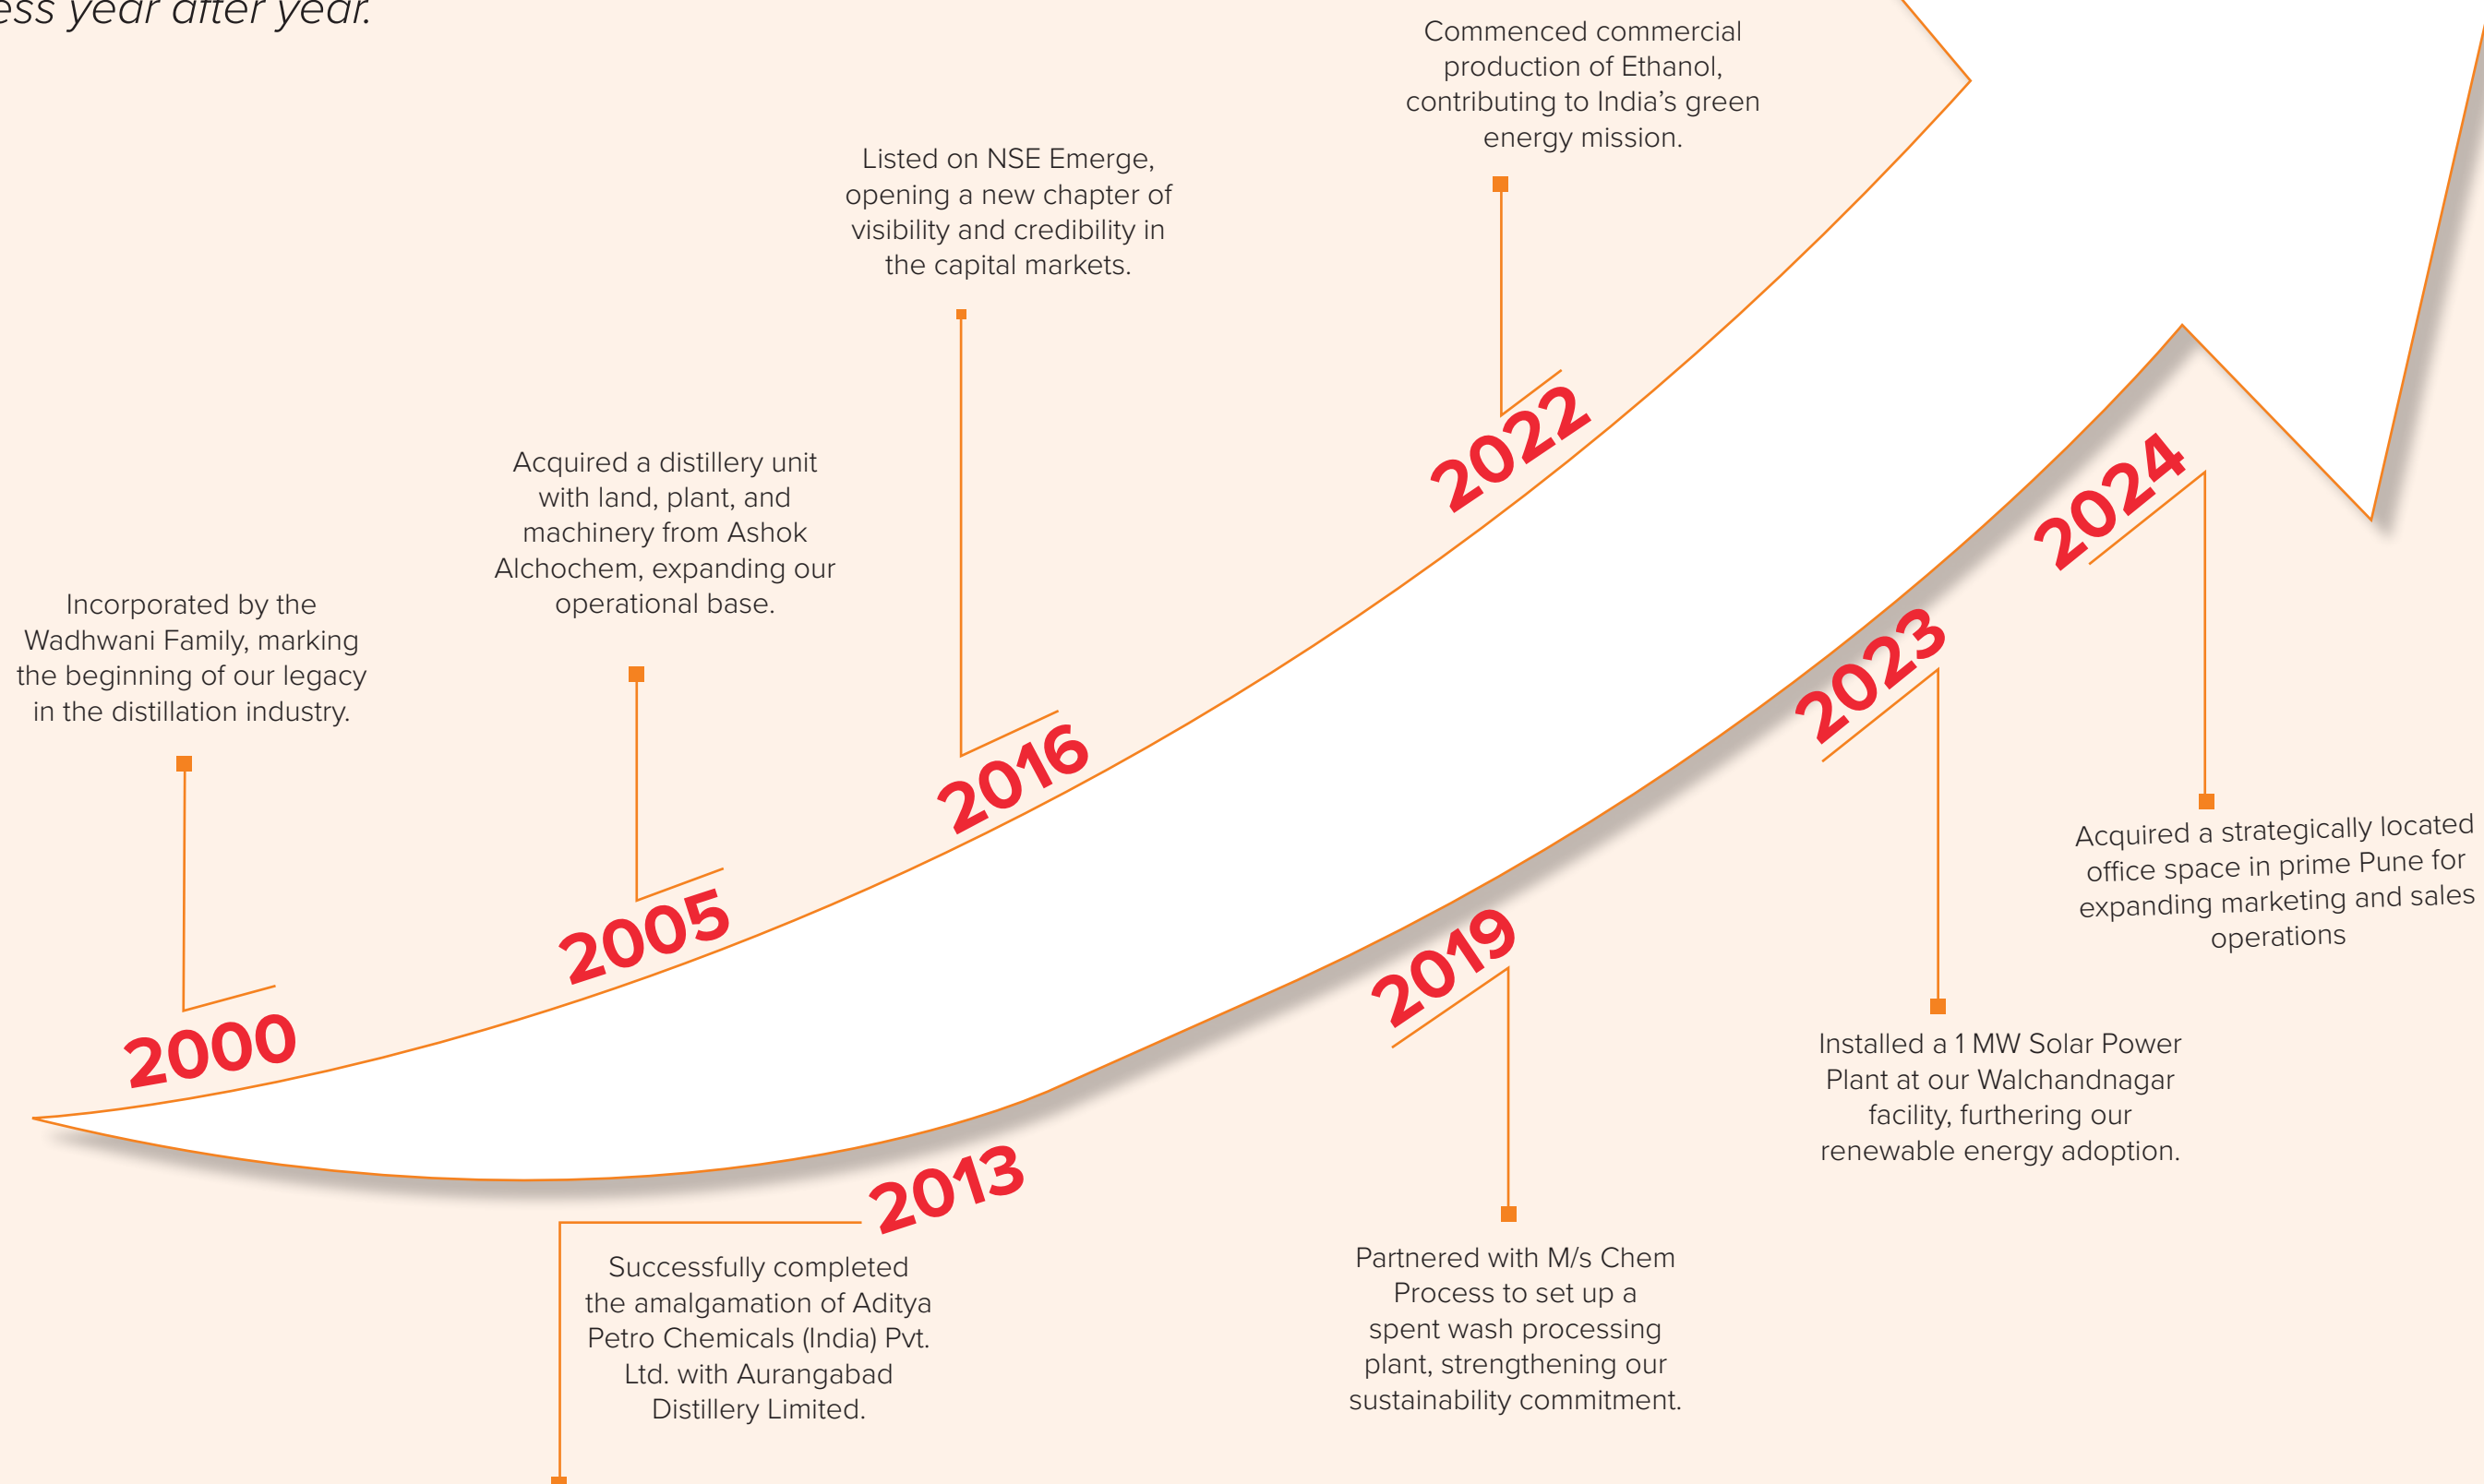 ess year after year.
Incorporated by the
Wadhwani Family, marking
the beginning of our legacy
in the distillation industry.
2000
Acquired a distillery unit
with land, plant, and
machinery from Ashok
Alchochem, expanding our
operational base.
2005
Successfully completed
the amalgamation of Aditya
Petro Chemicals (India) Pvt.
Ltd. with Aurangabad
Distillery Limited.
2013
Listed on NSE Emerge,
opening a new chapter of
visibility and credibility in
the capital markets.
2016
Partnered with M/s Chem
Process to set up a
spent wash processing
plant, strengthening our
sustainability commitment.
2019
Commenced commercial
production of Ethanol,
contributing to India’s green
energy mission.
2022
Installed a 1 MW Solar Power
Plant at our Walchandnagar
facility, furthering our
renewable energy adoption.
2023
Acquired a strategically located
office space in prime Pune for
expanding marketing and sales
operations
2024